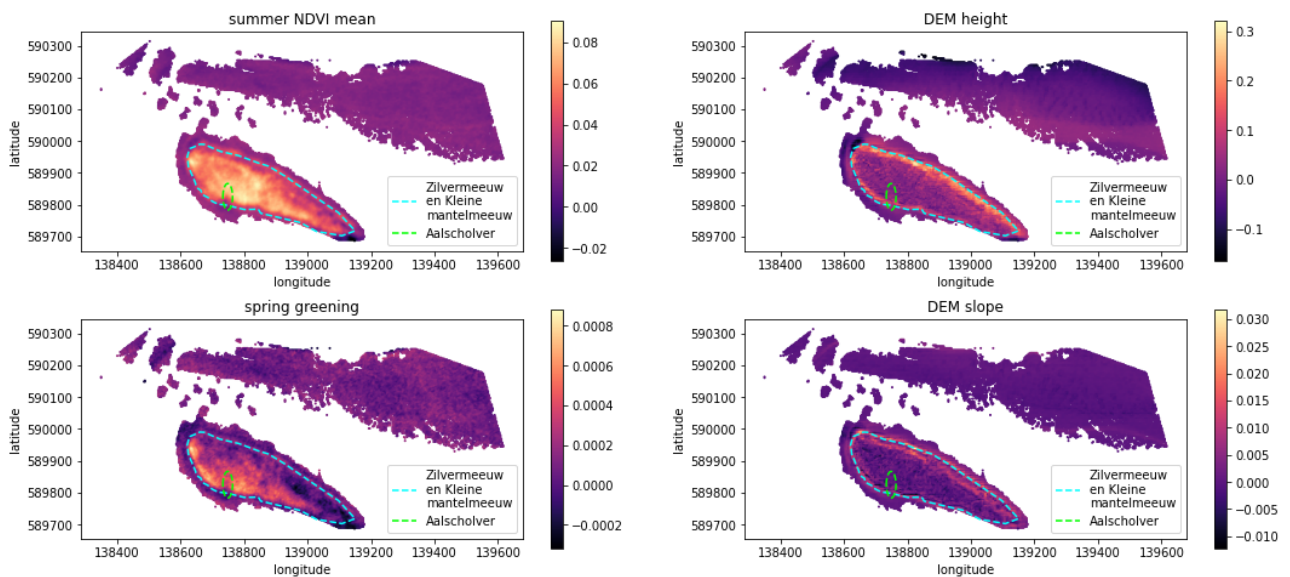 summer NDVI mean
590300
590200
590100
590000
589900
589800
589700
latitude
138400 138600 138800 139000 139200 139400 139600
longitude
Zilvermeeuw
en Kleine
mantelmeeuw
Aalscholver
0.08
0.06
0.04
0.02
0.00
−0.02
DEM height
590300
590200
590100
590000
589900
589800
589700
latitude
138400 138600 138800 139000 139200 139400 139600
longitude
Zilvermeeuw
en Kleine
mantelmeeuw
Aalscholver
0.3
0.2
0.1
0.0
−0.1
spring greening
590300
590200
590100
590000
589900
589800
589700
latitude
138400 138600 138800 139000 139200 139400 139600
longitude
Zilvermeeuw
en Kleine
mantelmeeuw
Aalscholver
0.0008
0.0006
0.0004
0.0002
0.0000
−0.0002
DEM slope
590300
590200
590100
590000
589900
589800
589700
latitude
138400 138600 138800 139000 139200 139400 139600
longitude
Zilvermeeuw
en Kleine
mantelmeeuw
Aalscholver
0.030
0.025
0.020
0.015
0.010
0.005
0.000
−0.005
−0.010